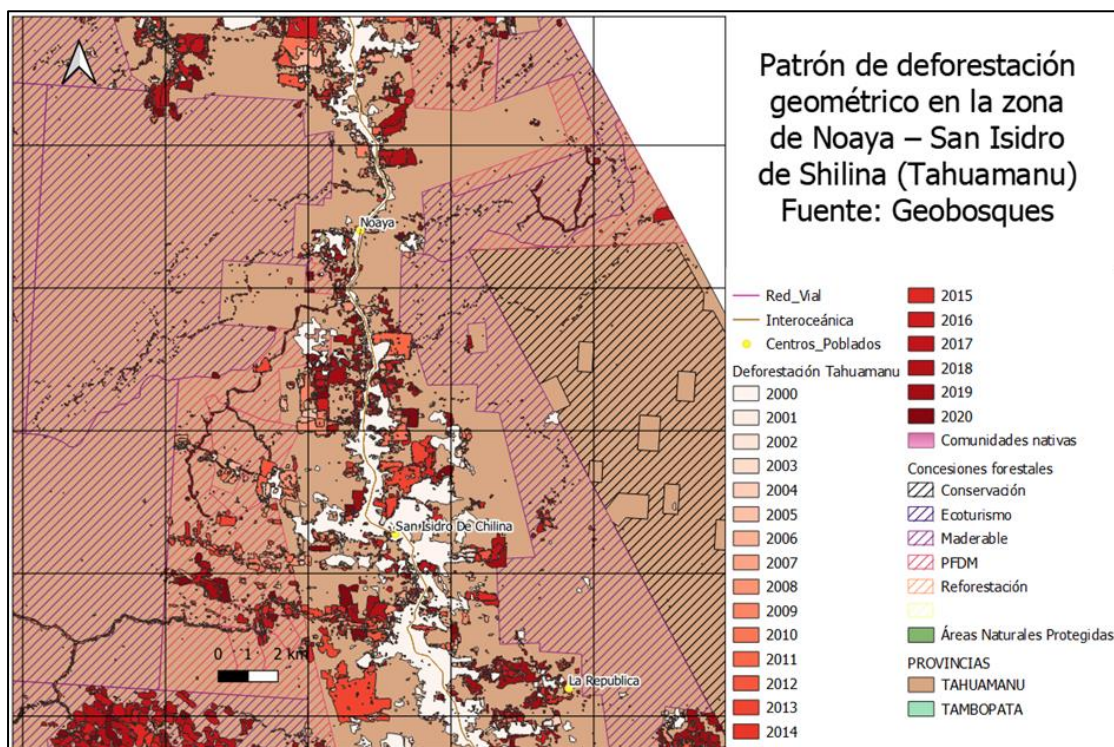 Patrón de deforestación
geométrico en la zona
de Noaya – San Isidro
de Shilina (Tahuamanu)
Fuente: Geobosques
Noaya
San Isidro De Chilina
La Republica
0 1 2 km
Red_Vial
Interoceánica
Centros_Poblados
Deforestación Tahuamanu
2000
2001
2002
2003
2004
2005
2006
2007
2008
2009
2010
2011
2012
2013
2014
2015
2016
2017
2018
2019
2020
Comunidades nativas
Concesiones forestales
Conservación
Ecoturismo
Maderable
PFDM
Reforestación
Áreas Naturales Protegidas
PROVINCIAS
TAHUAMANU
TAMBOPATA